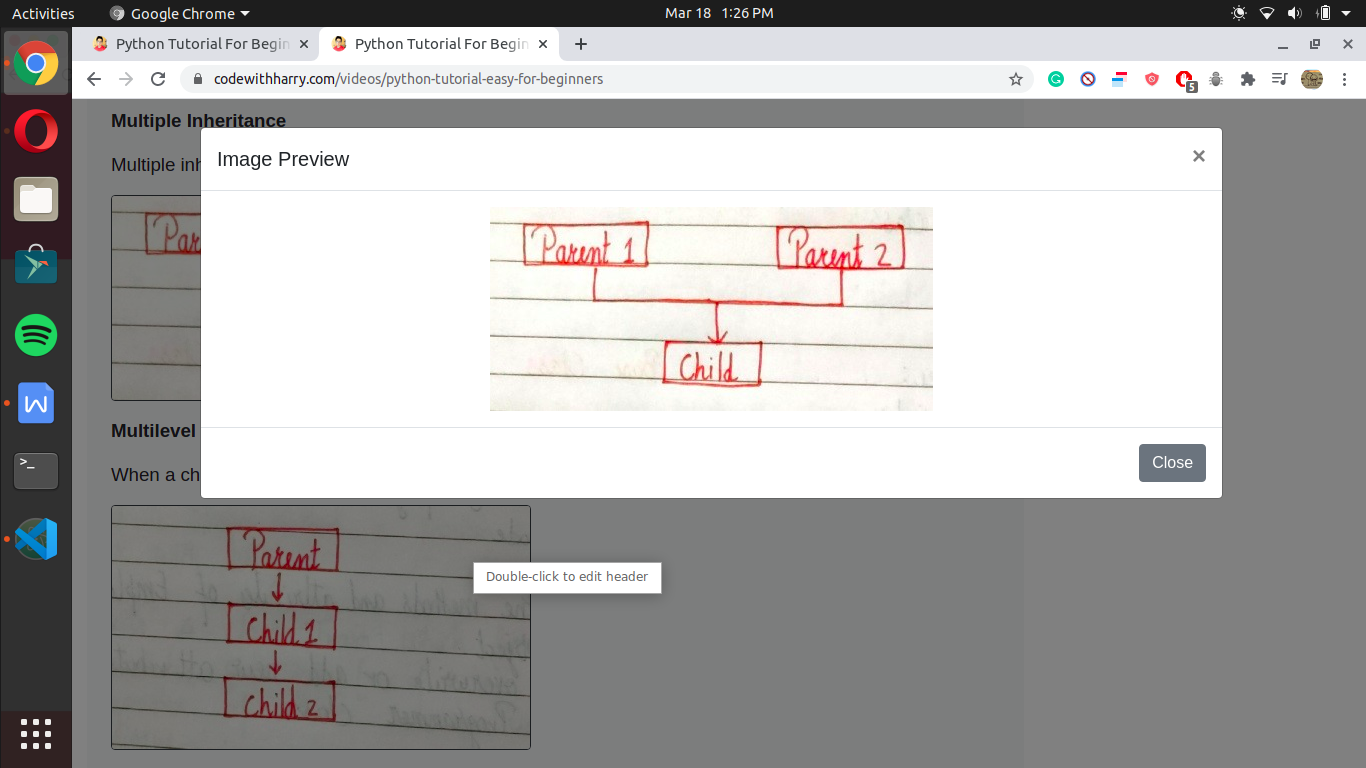 Activities
Google Chrome
Mar 18 1:26 PM
Python Tutorial For Begin
Python Tutorial For Begin
codewithharry.com/videos/python-tutorial-easy-for-beginners
5
Multiple Inheritance
Image Preview
×
Multiple inh
Par
Parent 1
Parent 2
Child
Multilevel
Close
When a ch
Parent
Child 1
Child 2
Double-click to edit header